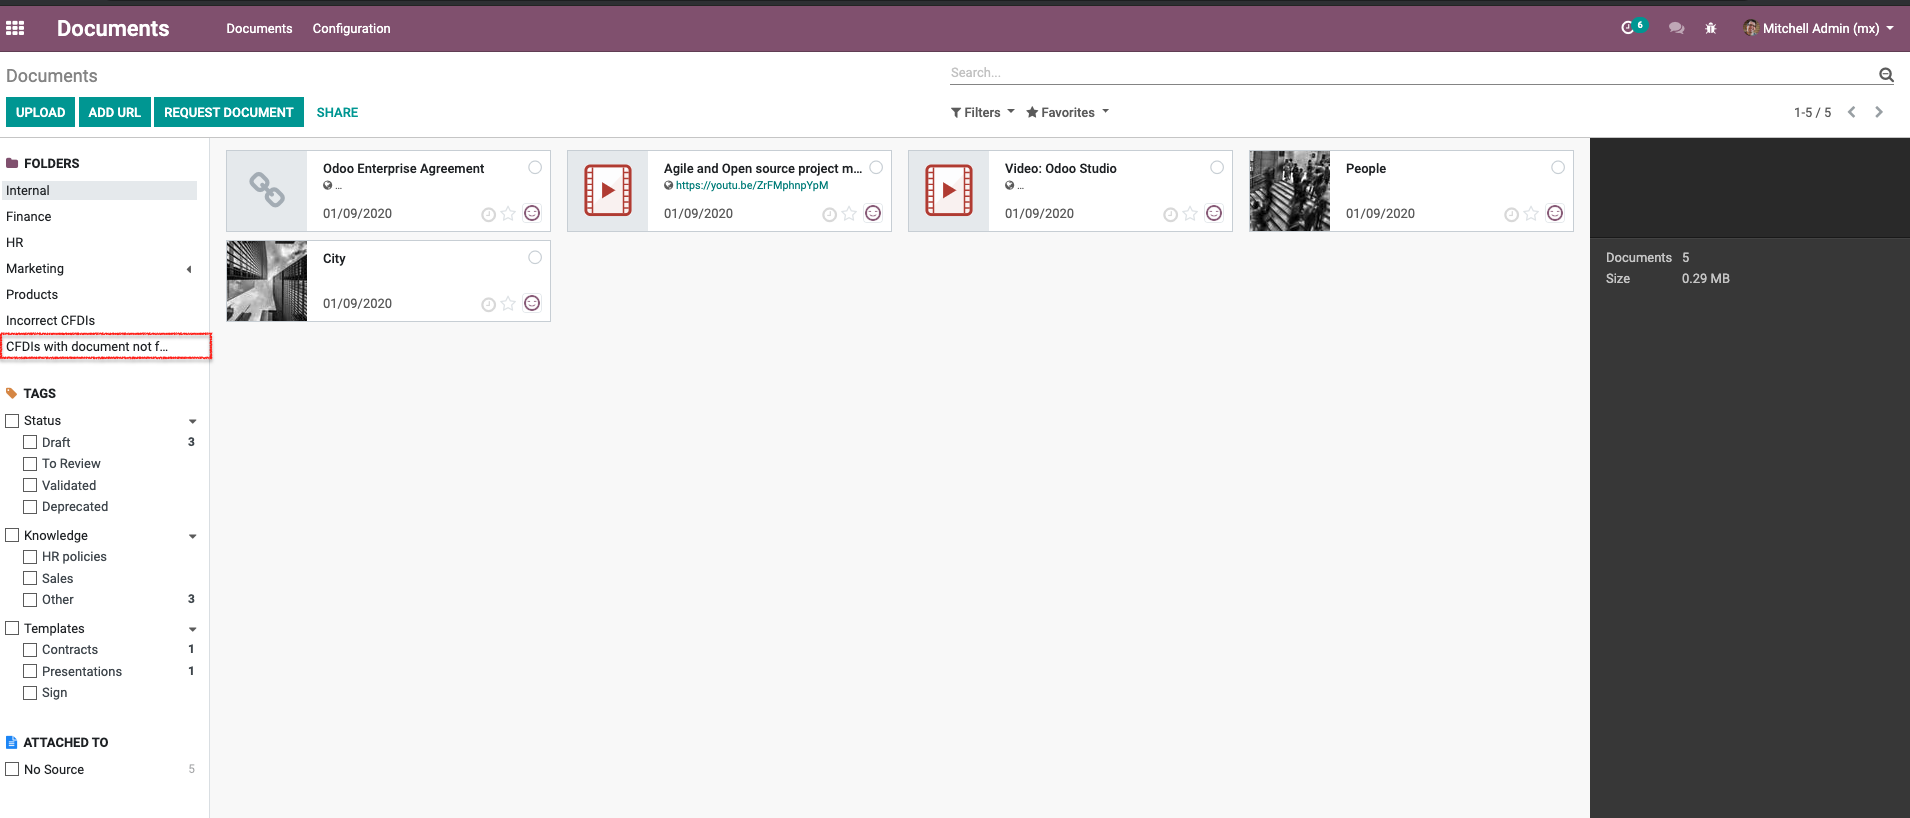 Documents Documents Configuration 6 Mitchell Admin (mx)
Documents
Search...
UPLOAD ADD URL REQUEST DOCUMENT SHARE
Filters Favorites 1-5 / 5
FOLDERS
Internal
Finance
HR
Marketing
Products
Incorrect CFDIs
CFDIs with document not f...
TAGS
Status
Draft 3
To Review
Validated
Deprecated
Knowledge
HR policies
Sales
Other 3
Templates
Contracts 1
Presentations 1
Sign
ATTACHED TO
No Source 5
Odoo Enterprise Agreement
...
01/09/2020
Agile and Open source project m...
https://youtu.be/ZrFMphnpYpM
01/09/2020
Video: Odoo Studio
...
01/09/2020
People
01/09/2020
City
01/09/2020
Documents 5
Size 0.29 MB